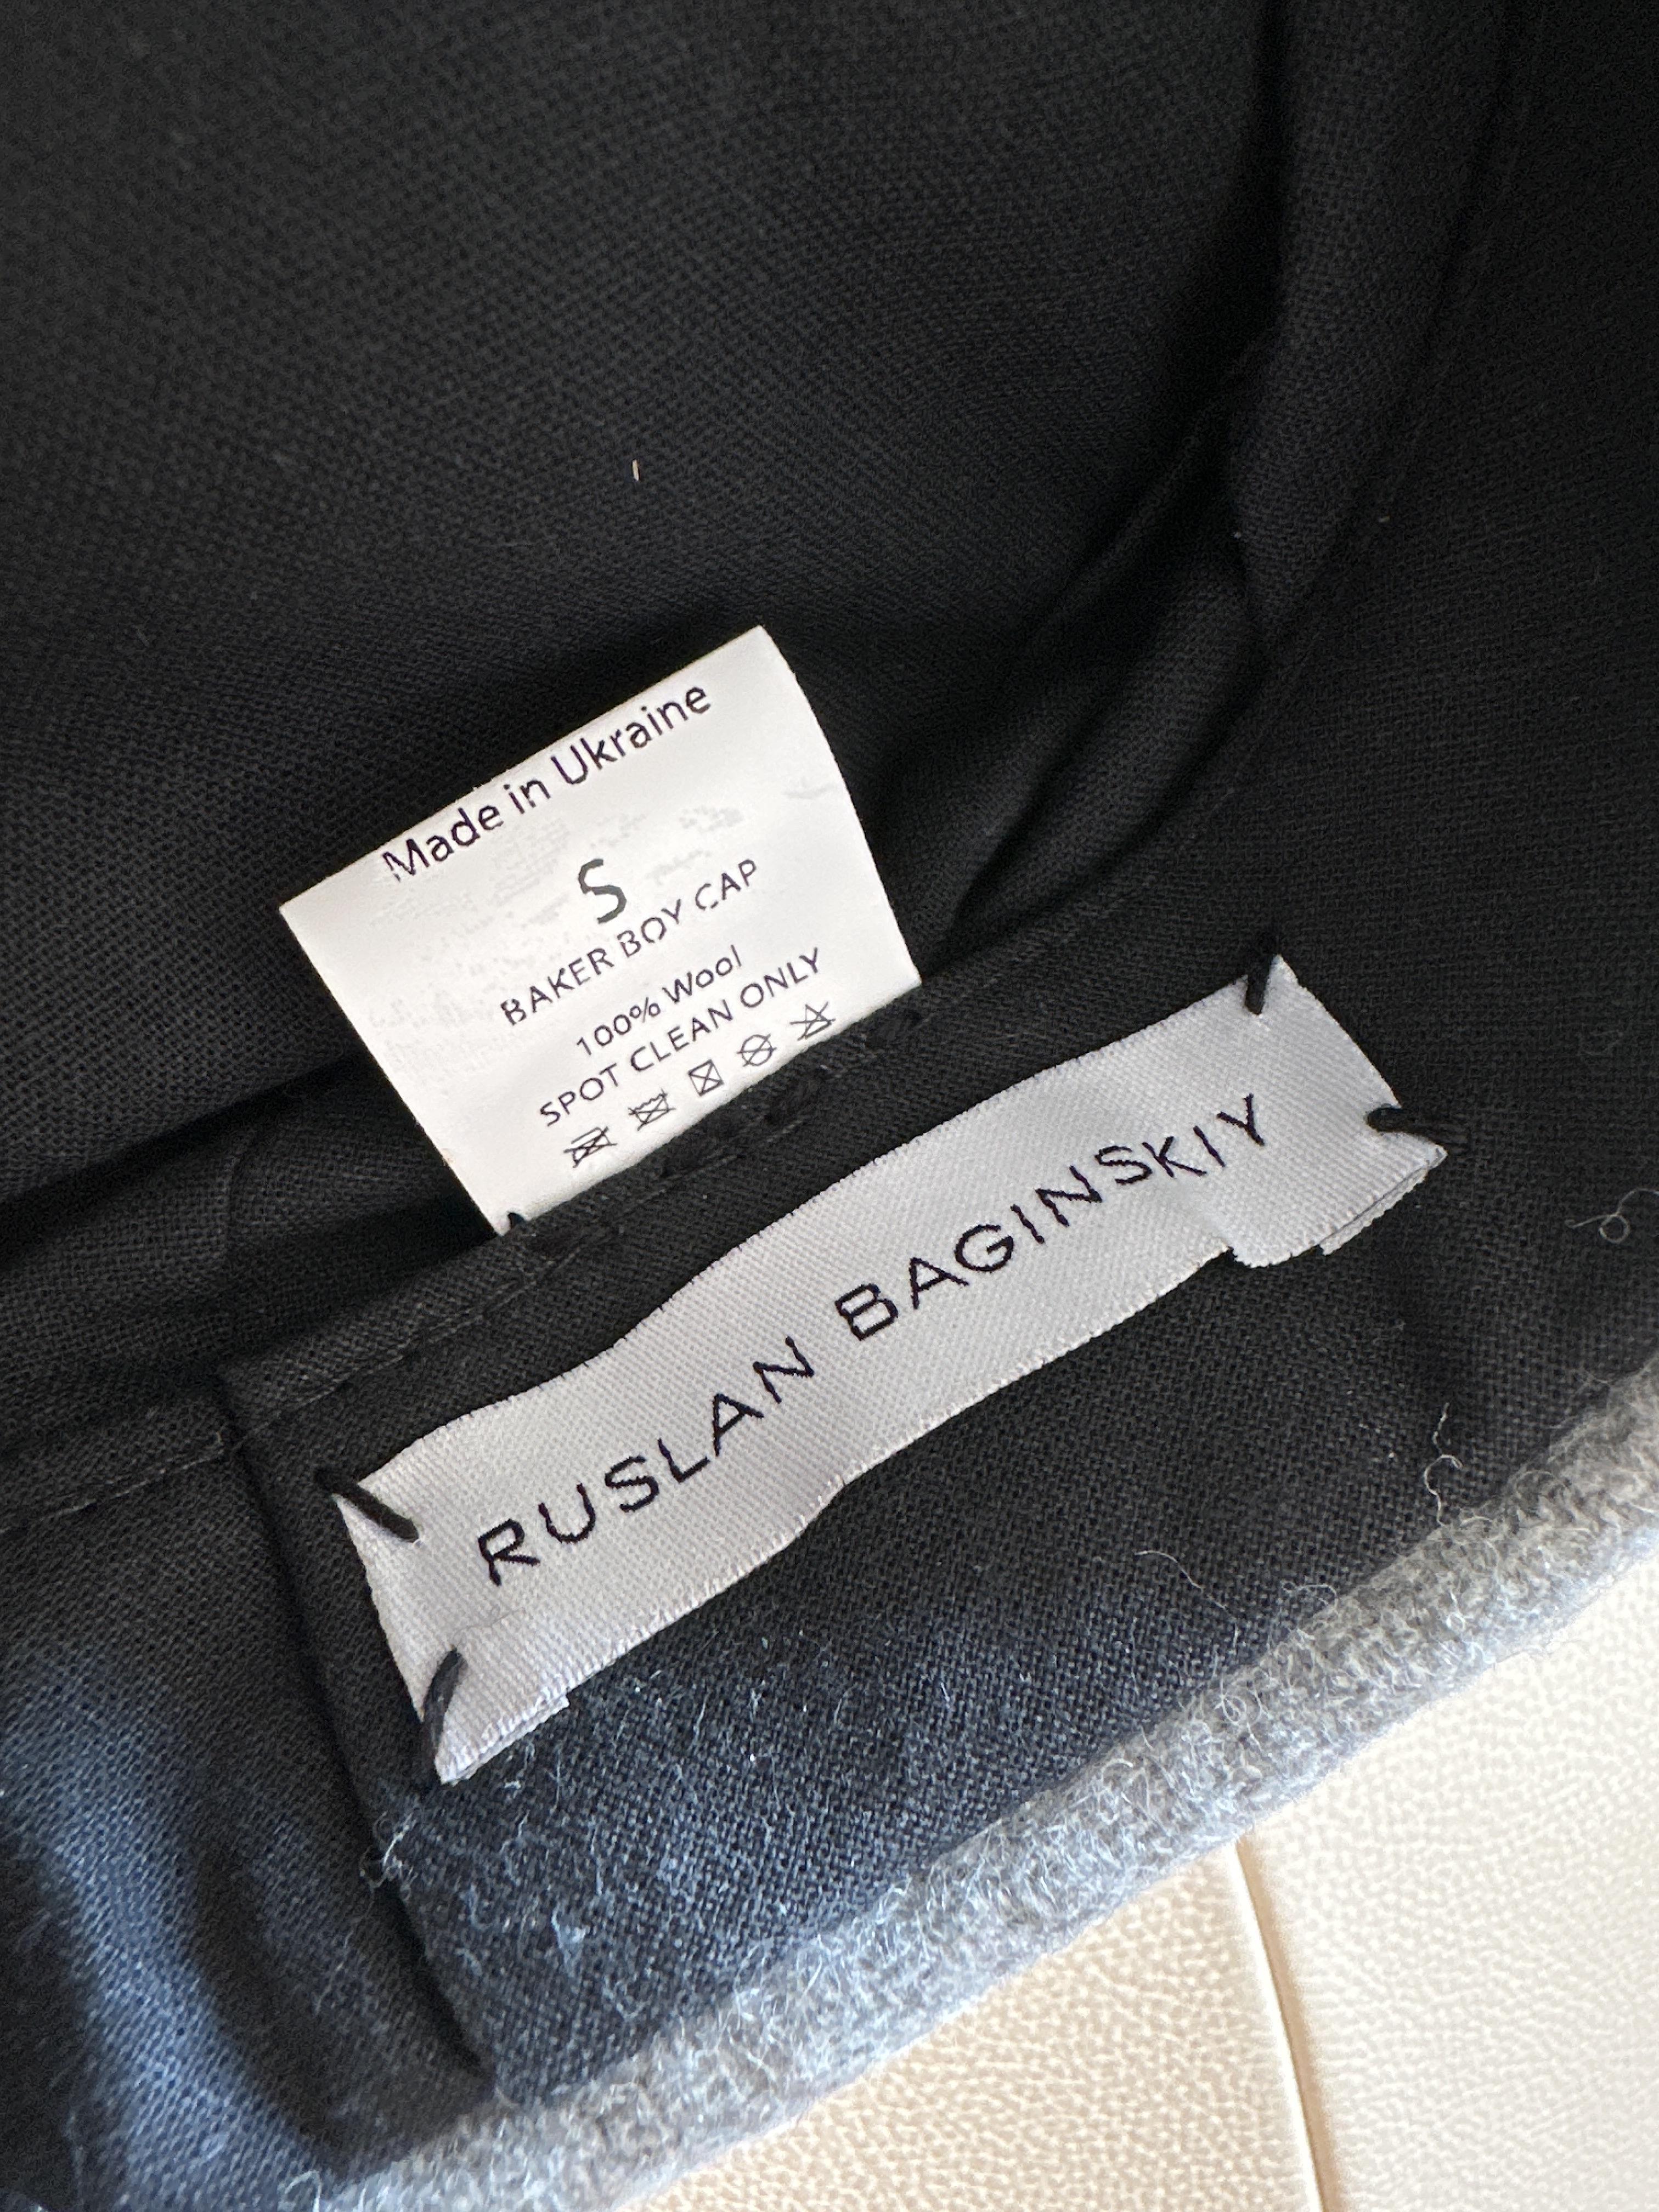 Made in Ukraine
S
BAKER BOY CAP
100% Wool
SPOT CLEAN ONLY
RUSLAN BAGINSKIY